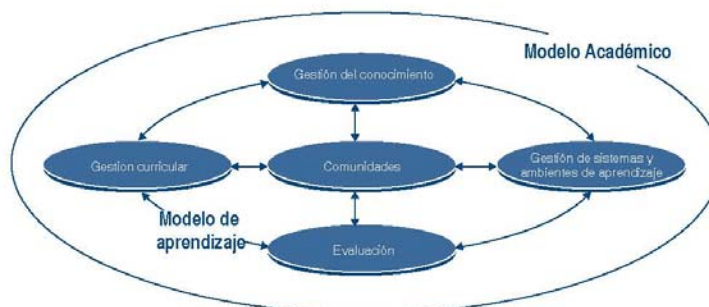 Modelo Académico
Gestión del conocimiento
Gestion curricular
Comunidades
Gestión de sistemas y
ambientes de aprendizaje
Modelo de
aprendizaje
Evaluación